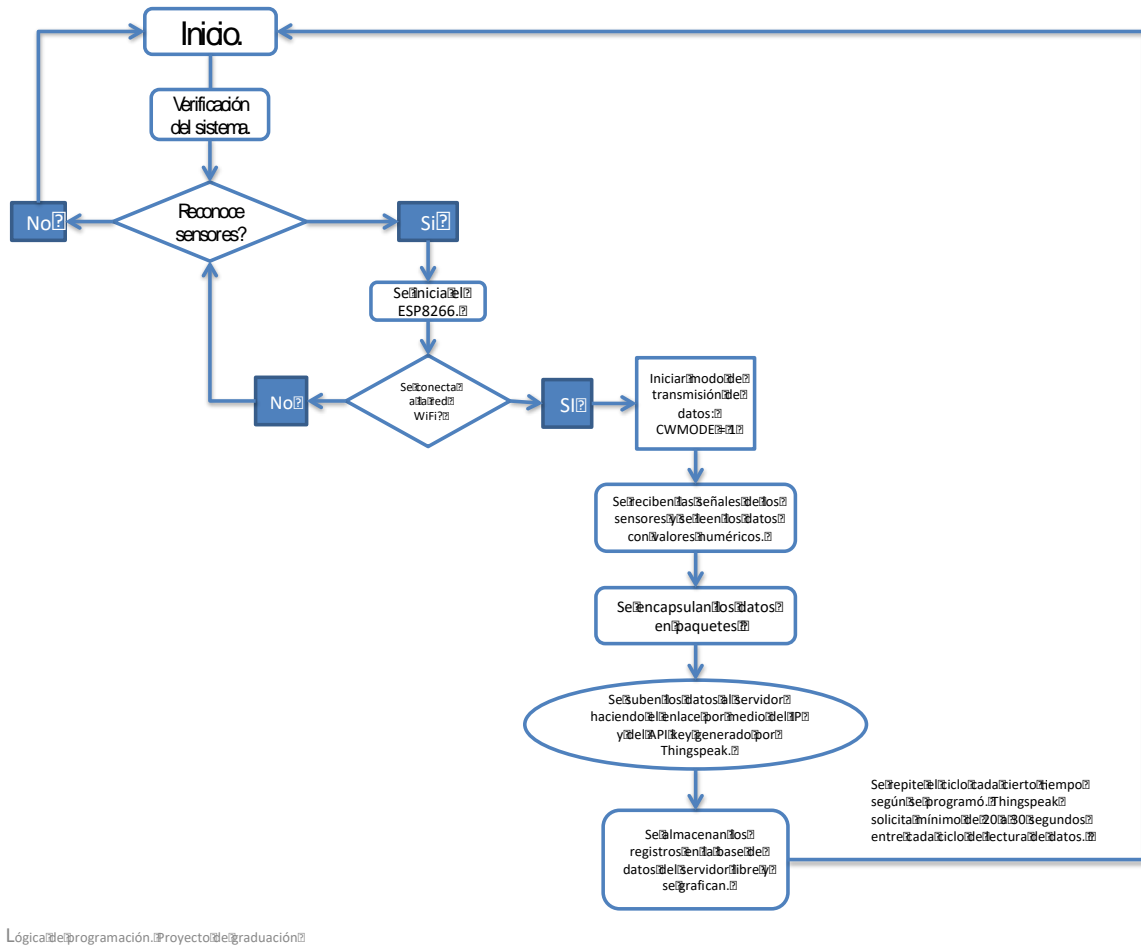 Inicio.
Verificación
del sistema.
Reconoce
sensores?
No
Si
Se inicia el
ESP8266.
Se conecta
a la red
WiFi?
No
SI
Iniciar modo de
transmisión de
datos:
CWMODE = 1
Se reciben las señales de los
sensores y se leen los datos
con valores numéricos.
Se encapsulan los datos
en paquetes
Se suben los datos al servidor
haciendo el enlace por medio del IP
y del API key generado por
Thingspeak.
Se repite el ciclo cada cierto tiempo
según se programó. Thingspeak
solicita mínimo de 20 a 30 segundos
entre cada ciclo de lectura de datos.
Se almacenan los
registros en la base de
datos del servidor libre y
se grafican.
Lógica de programación. Proyecto de graduación